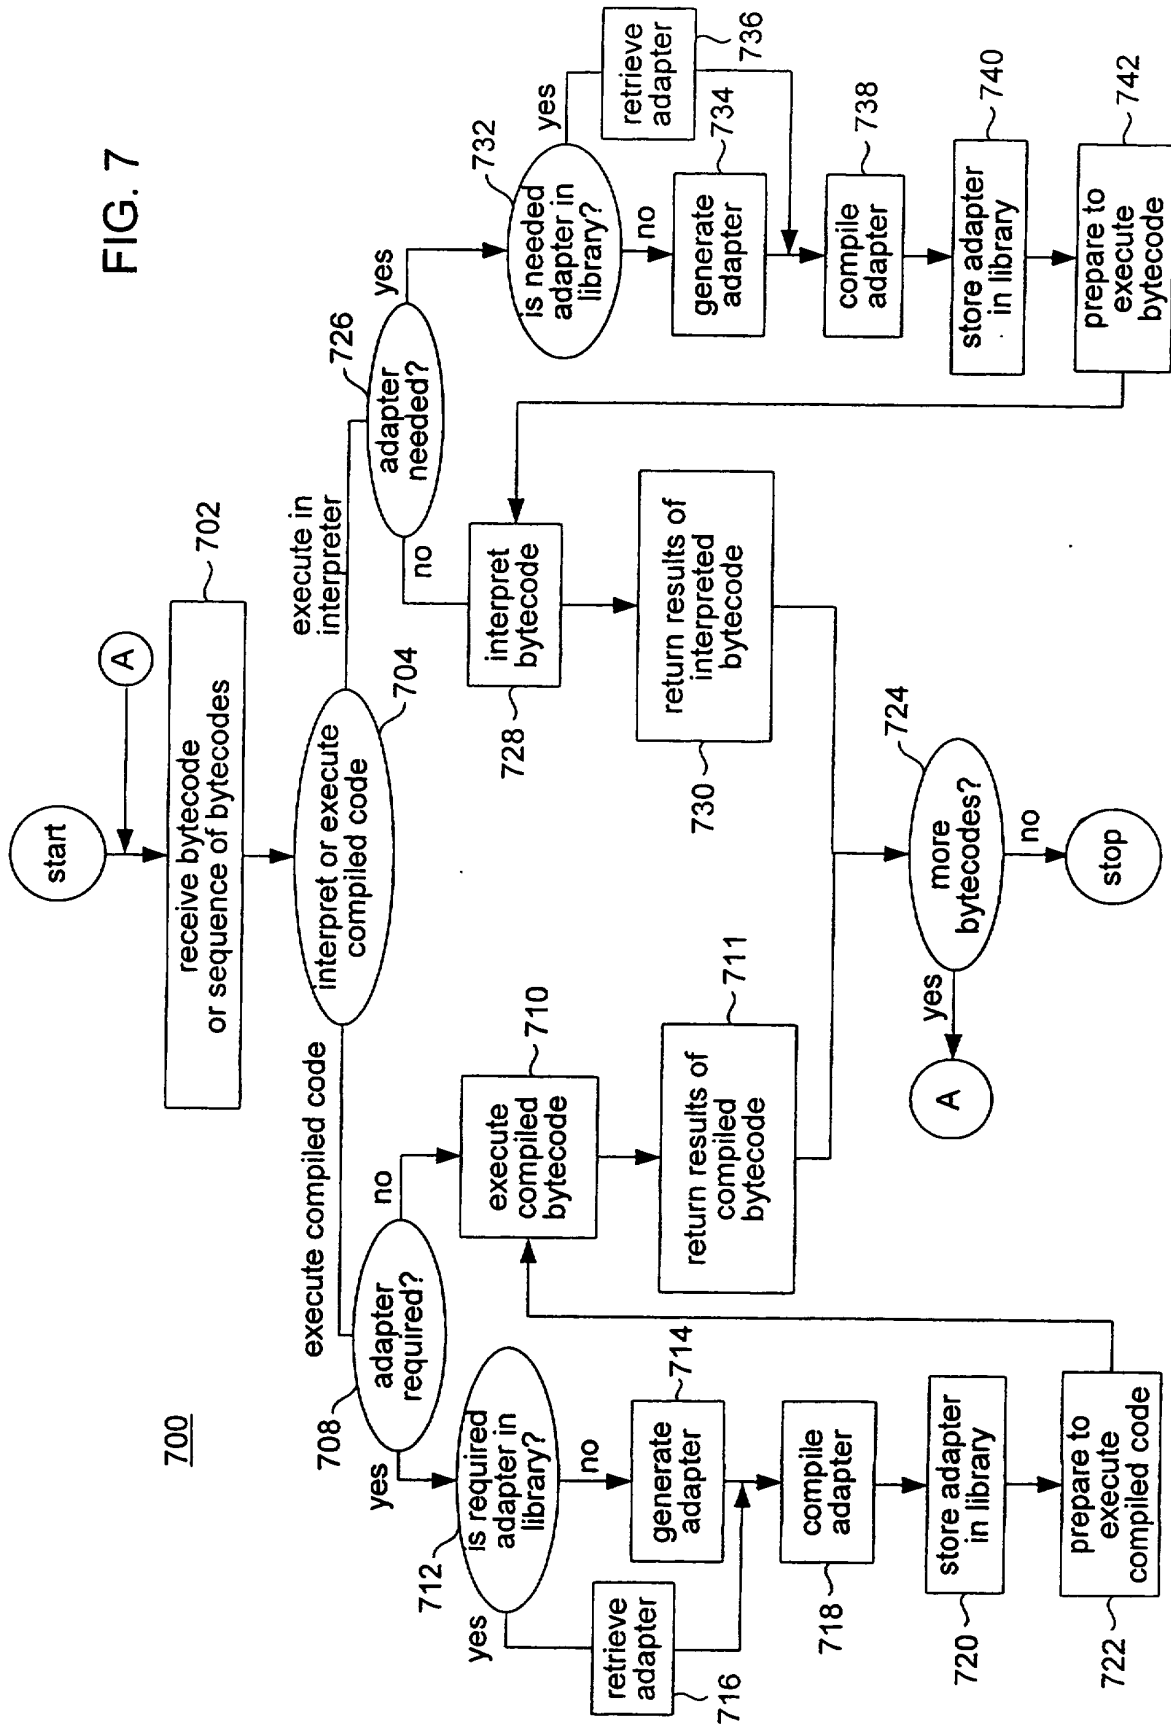 FIG. 7
700
start
A
receive bytecode
or sequence of bytecodes
702
interpret or execute
compiled code
704
execute compiled code
execute in
interpreter
adapter
required?
708
yes
no
is required
adapter in
library?
712
yes
no
retrieve
adapter
716
generate
adapter
714
compile
adapter
718
store adapter
in library
720
prepare to
execute
compiled code
722
execute
compiled
bytecode
710
return results of
compiled
bytecode
711
adapter
needed?
726
no
yes
interpret
bytecode
728
return results of
interpreted
bytecode
730
is needed
adapter in
library?
732
yes
no
retrieve
adapter
736
generate
adapter
734
compile
adapter
738
store adapter
in library
740
prepare to
execute
bytecode
742
more
bytecodes?
724
yes
no
A
stop